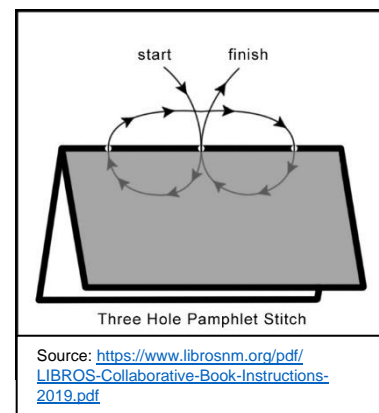 start finish
Three Hole Pamphlet Stitch
Source: https://www.librosnm.org/pdf/
LIBROS-Collaborative-Book-Instructions-
2019.pdf